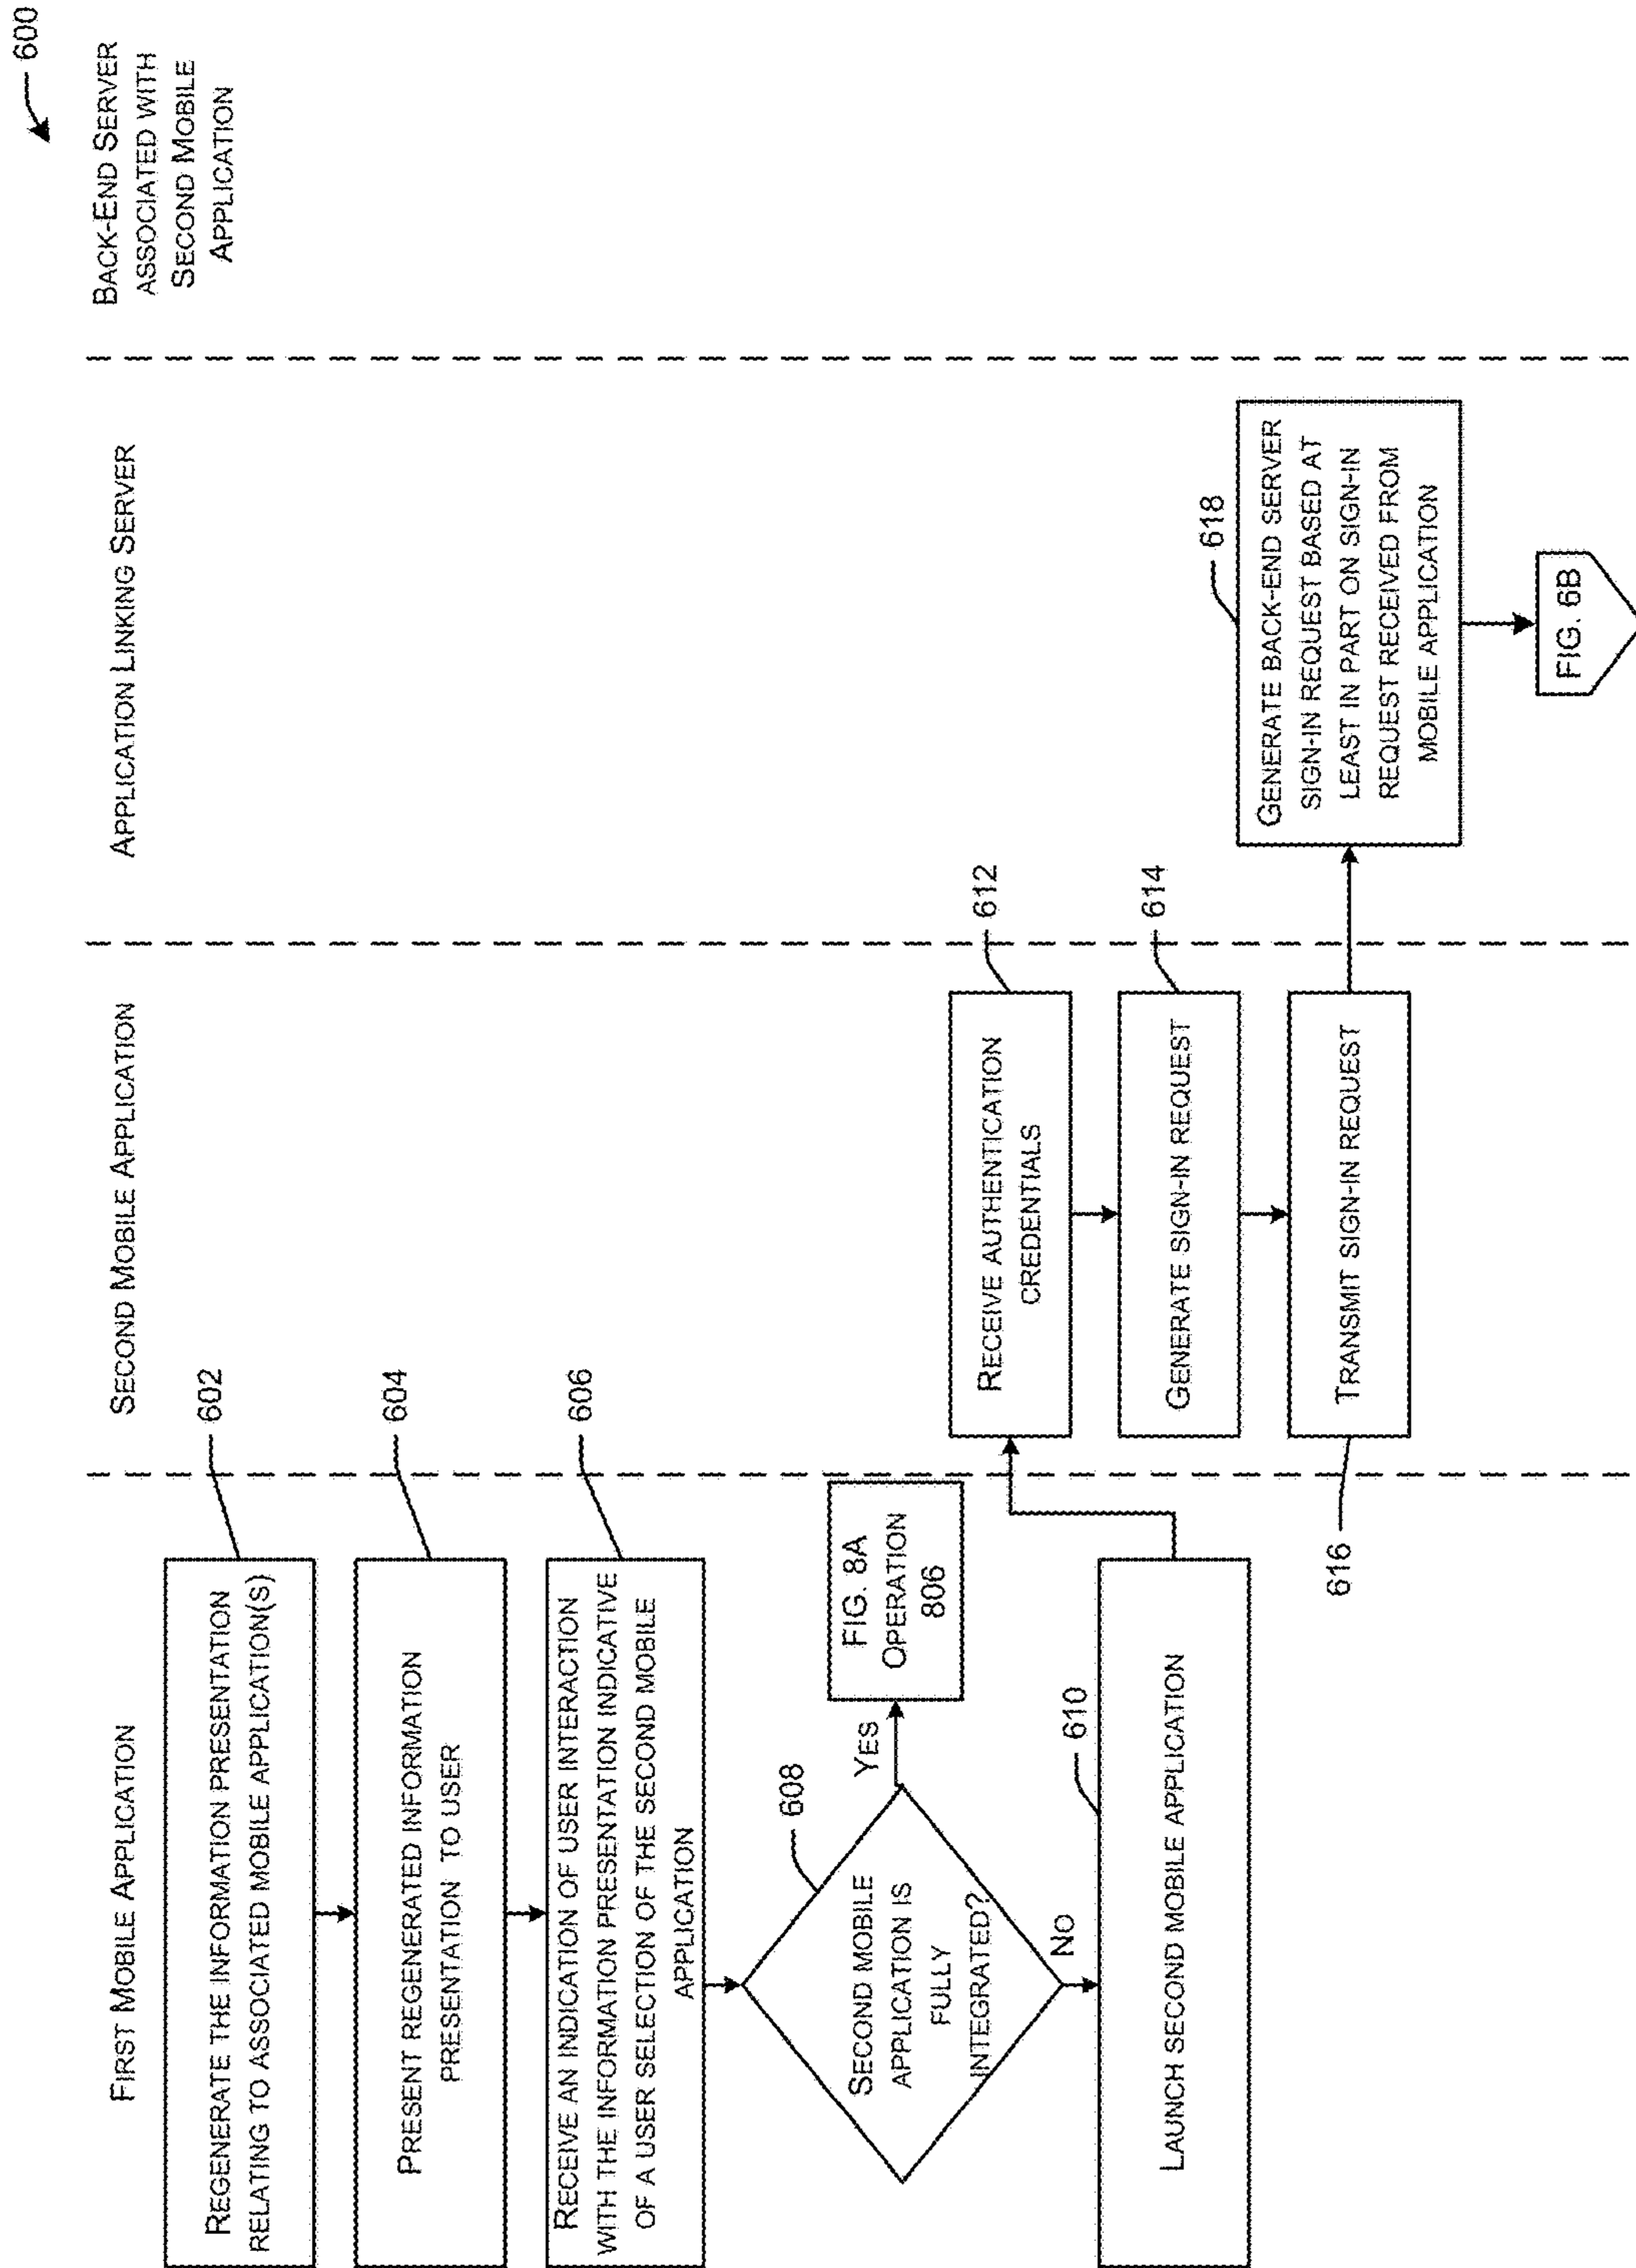 600
FIRST MOBILE APPLICATION
SECOND MOBILE APPLICATION
APPLICATION LINKING SERVER
BACK-END SERVER
ASSOCIATED WITH
SECOND MOBILE
APPLICATION
REGENERATE THE INFORMATION PRESENTATION
RELATING TO ASSOCIATED MOBILE APPLICATION(S)
602
PRESENT REGENERATED INFORMATION
PRESENTATION TO USER
604
RECEIVE AN INDICATION OF USER INTERACTION
WITH THE INFORMATION PRESENTATION INDICATIVE
OF A USER SELECTION OF THE SECOND MOBILE
APPLICATION
606
608
SECOND MOBILE
APPLICATION IS
FULLY
INTEGRATED?
YES
FIG. 8A
OPERATION
806
NO
610
LAUNCH SECOND MOBILE APPLICATION
612
RECEIVE AUTHENTICATION
CREDENTIALS
614
GENERATE SIGN-IN REQUEST
TRANSMIT SIGN-IN REQUEST
616
618
GENERATE BACK-END SERVER
SIGN-IN REQUEST BASED AT
LEAST IN PART ON SIGN-IN
REQUEST RECEIVED FROM
MOBILE APPLICATION
FIG. 6B